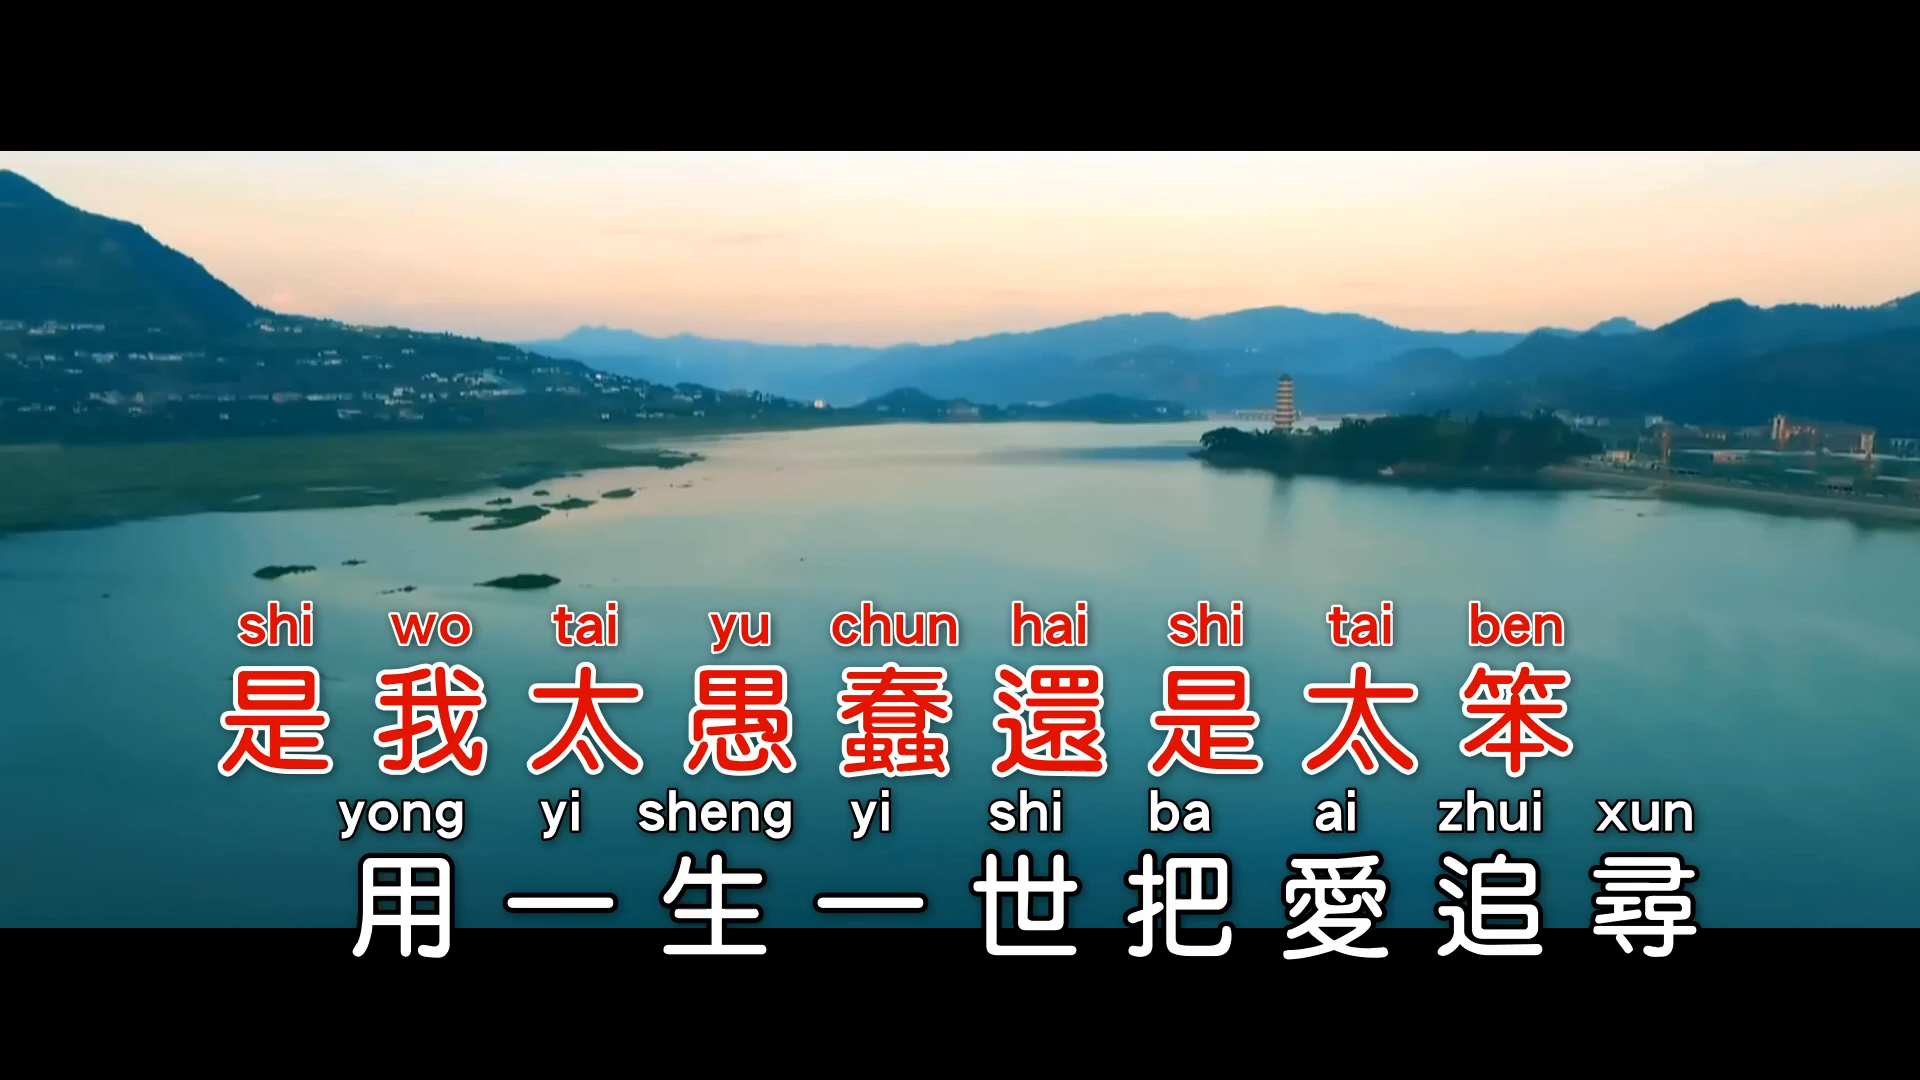 shi wo tai yu chun hai shi tai ben
是我太愚蠢還是太笨
yong yi sheng yi shi ba ai zhui xun
用一生一世把愛追尋